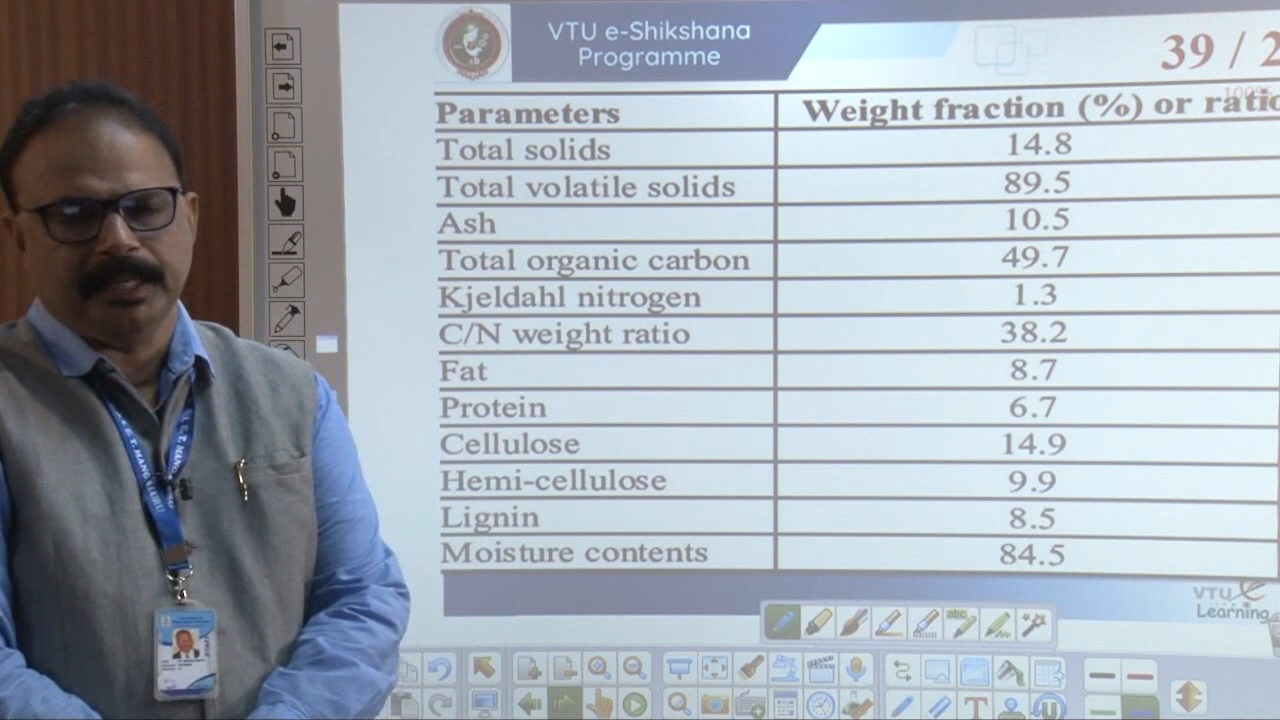 VTU e-Shikshana
Programme
39 / 2
100%
Parameters Weight fraction (%) or ratio
Total solids 14.8
Total volatile solids 89.5
Ash 10.5
Total organic carbon 49.7
Kjeldahl nitrogen 1.3
C/N weight ratio 38.2
Fat 8.7
Protein 6.7
Cellulose 14.9
Hemi-cellulose 9.9
Lignin 8.5
Moisture contents 84.5
VTU e
Learning
abc
T